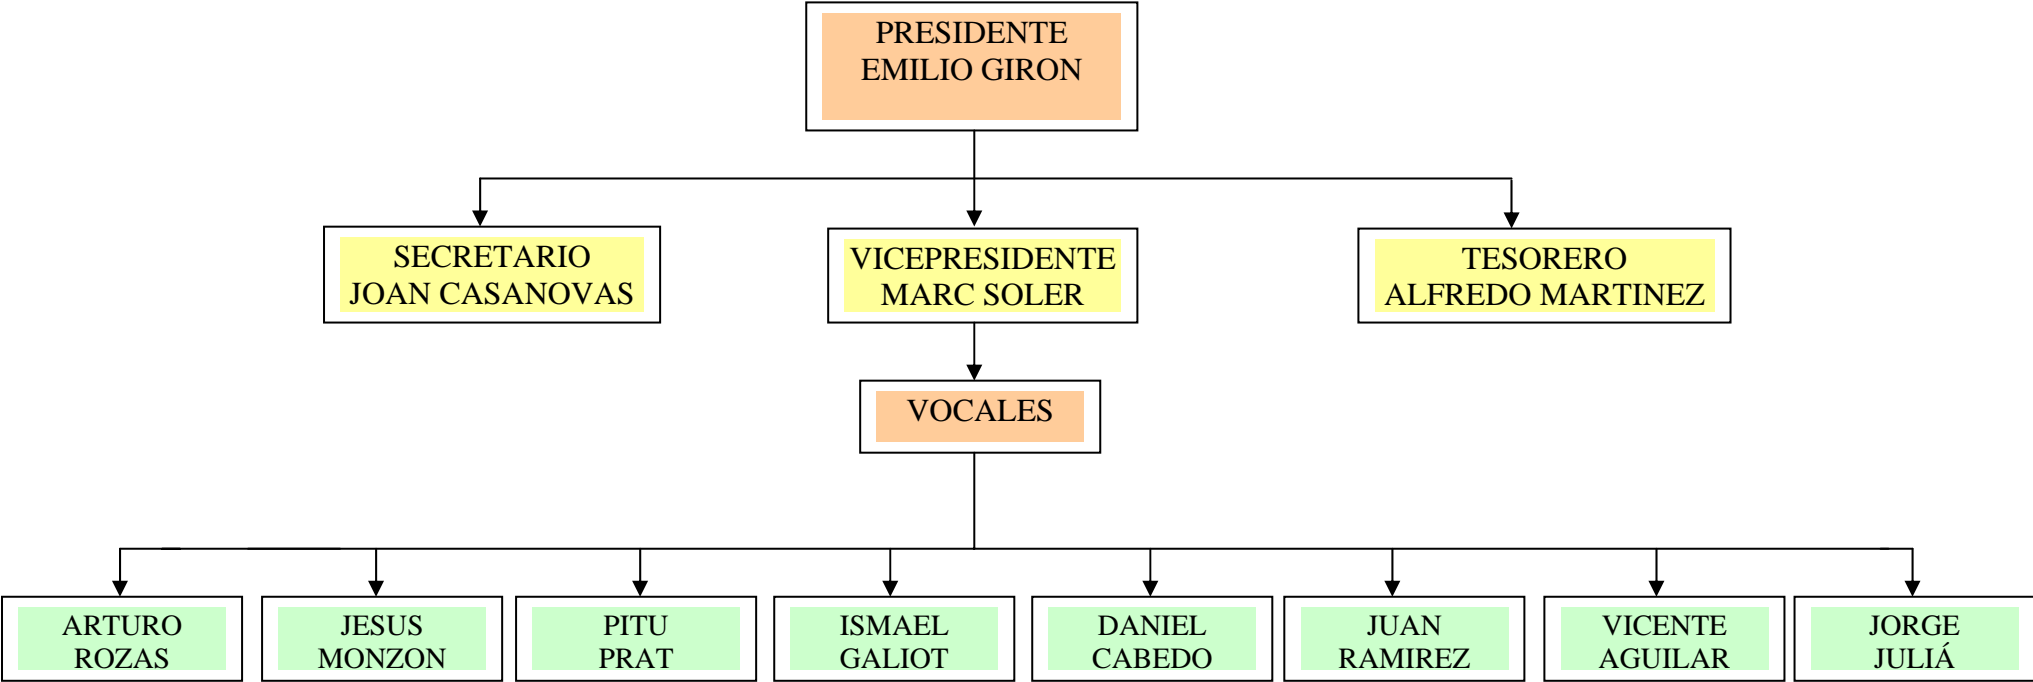 PRESIDENTE
EMILIO GIRON
SECRETARIO
JOAN CASANOVAS
VICEPRESIDENTE
MARC SOLER
TESORERO
ALFREDO MARTINEZ
VOCALES
ARTURO
ROZAS
JESUS
MONZON
PITU
PRAT
ISMAEL
GALIOT
DANIEL
CABEDO
JUAN
RAMIREZ
VICENTE
AGUILAR
JORGE
JULIÁ